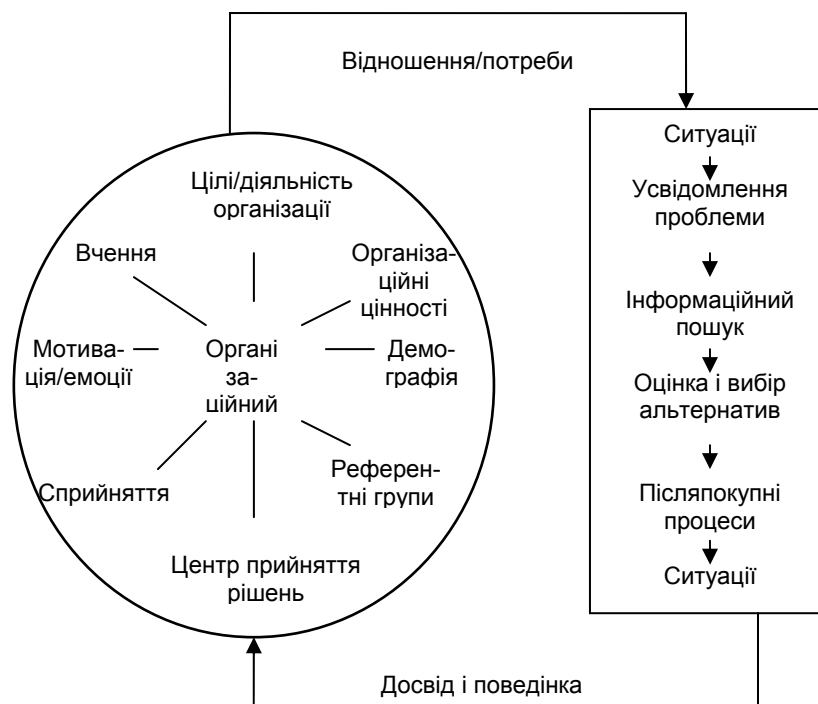 Відношення/потреби
Цілі/діяльність
організації
Вчення
Організа-
ційні
цінності
Мотива-
ція/емоції
Органі
за-
ційний
Демо-
графія
Сприйняття
Референ-
тні групи
Центр прийняття
рішень
Ситуації
Усвідомлення
проблеми
Інформаційний
пошук
Оцінка і вибір
альтернатив
Післяпокупні
процеси
Ситуації
Досвід і поведінка